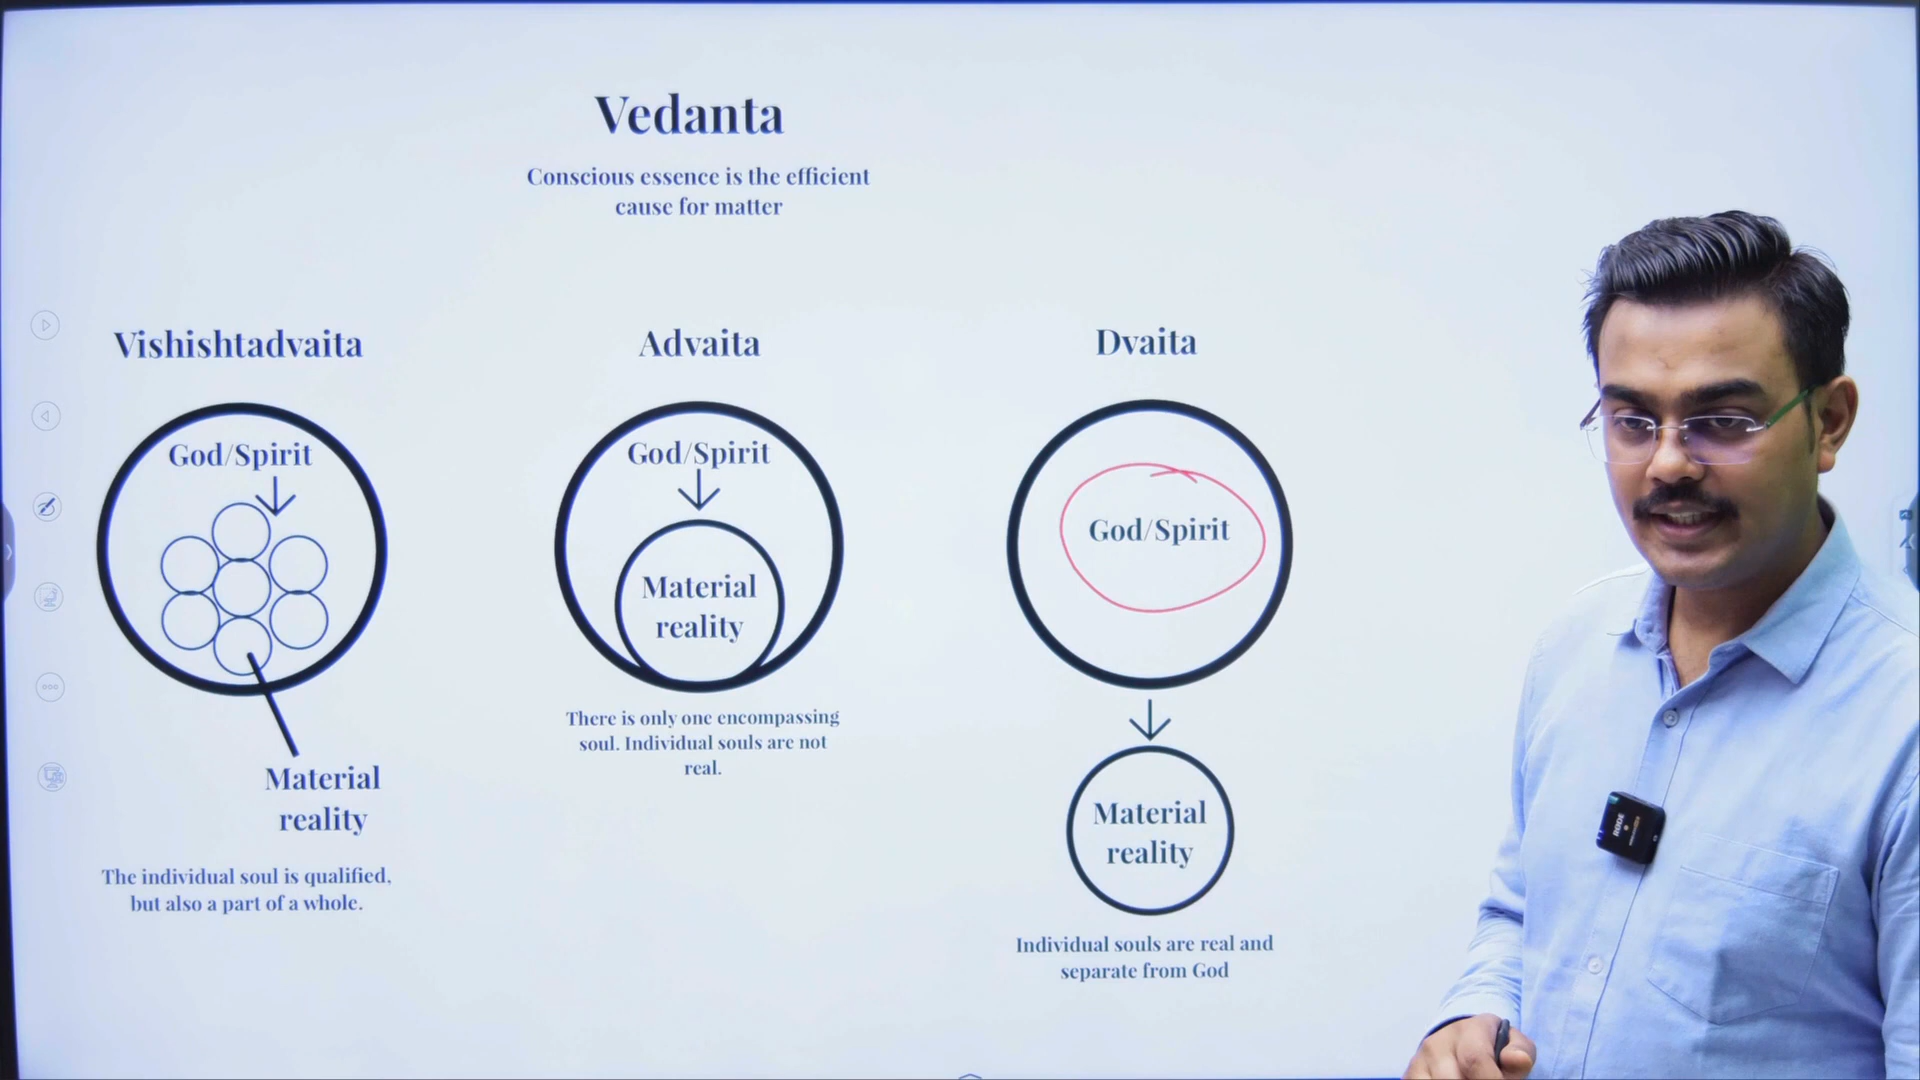 Vedanta
Conscious essence is the efficient
cause for matter
Vishishtadvaita
God/Spirit
Material
reality
The individual soul is qualified,
but also a part of a whole.
Advaita
God/Spirit
Material
reality
There is only one encompassing
soul. Individual souls are not
real.
Dvaita
God/Spirit
Material
reality
Individual souls are real and
separate from God
RODE